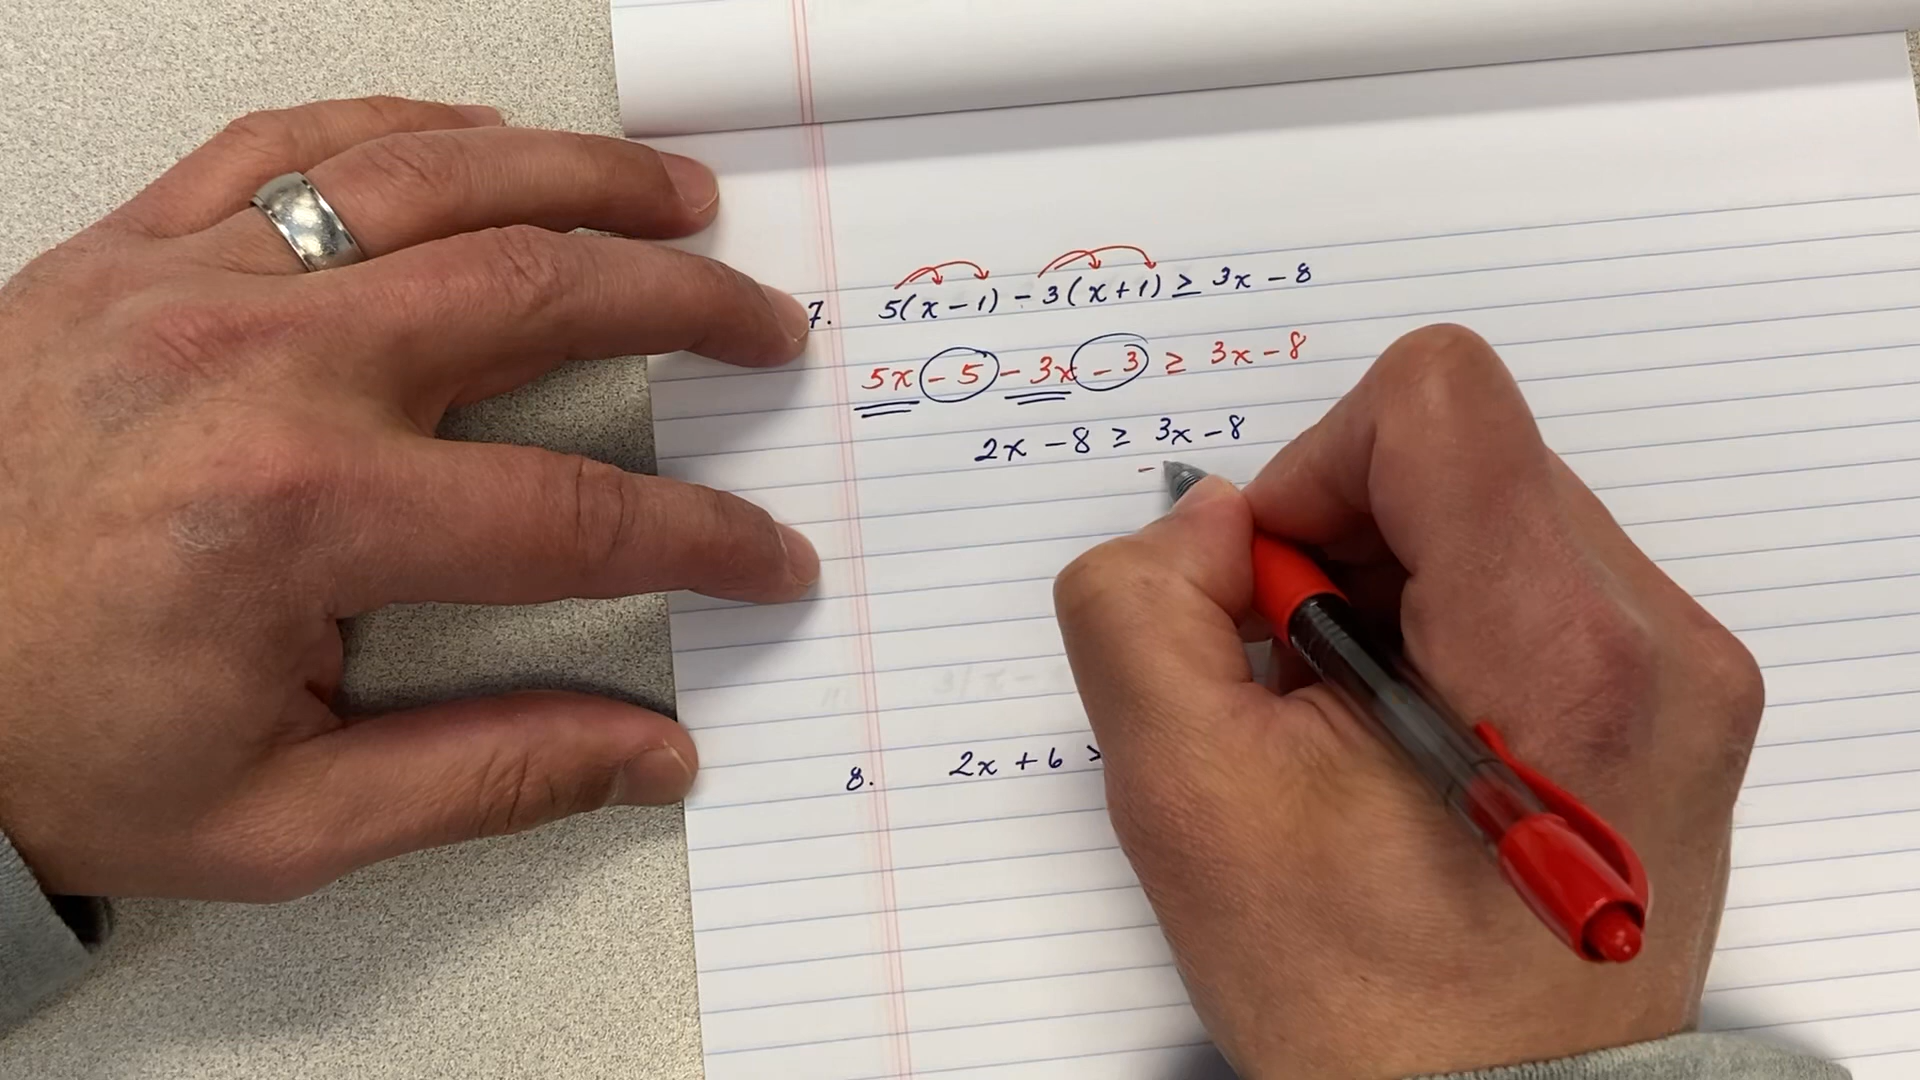 7. 5(x-1) - 3(x+1) ≥ 3x - 8
5x - 5 - 3x - 3 ≥ 3x - 8
2x - 8 ≥ 3x - 8
-
8. 2x + 6 >